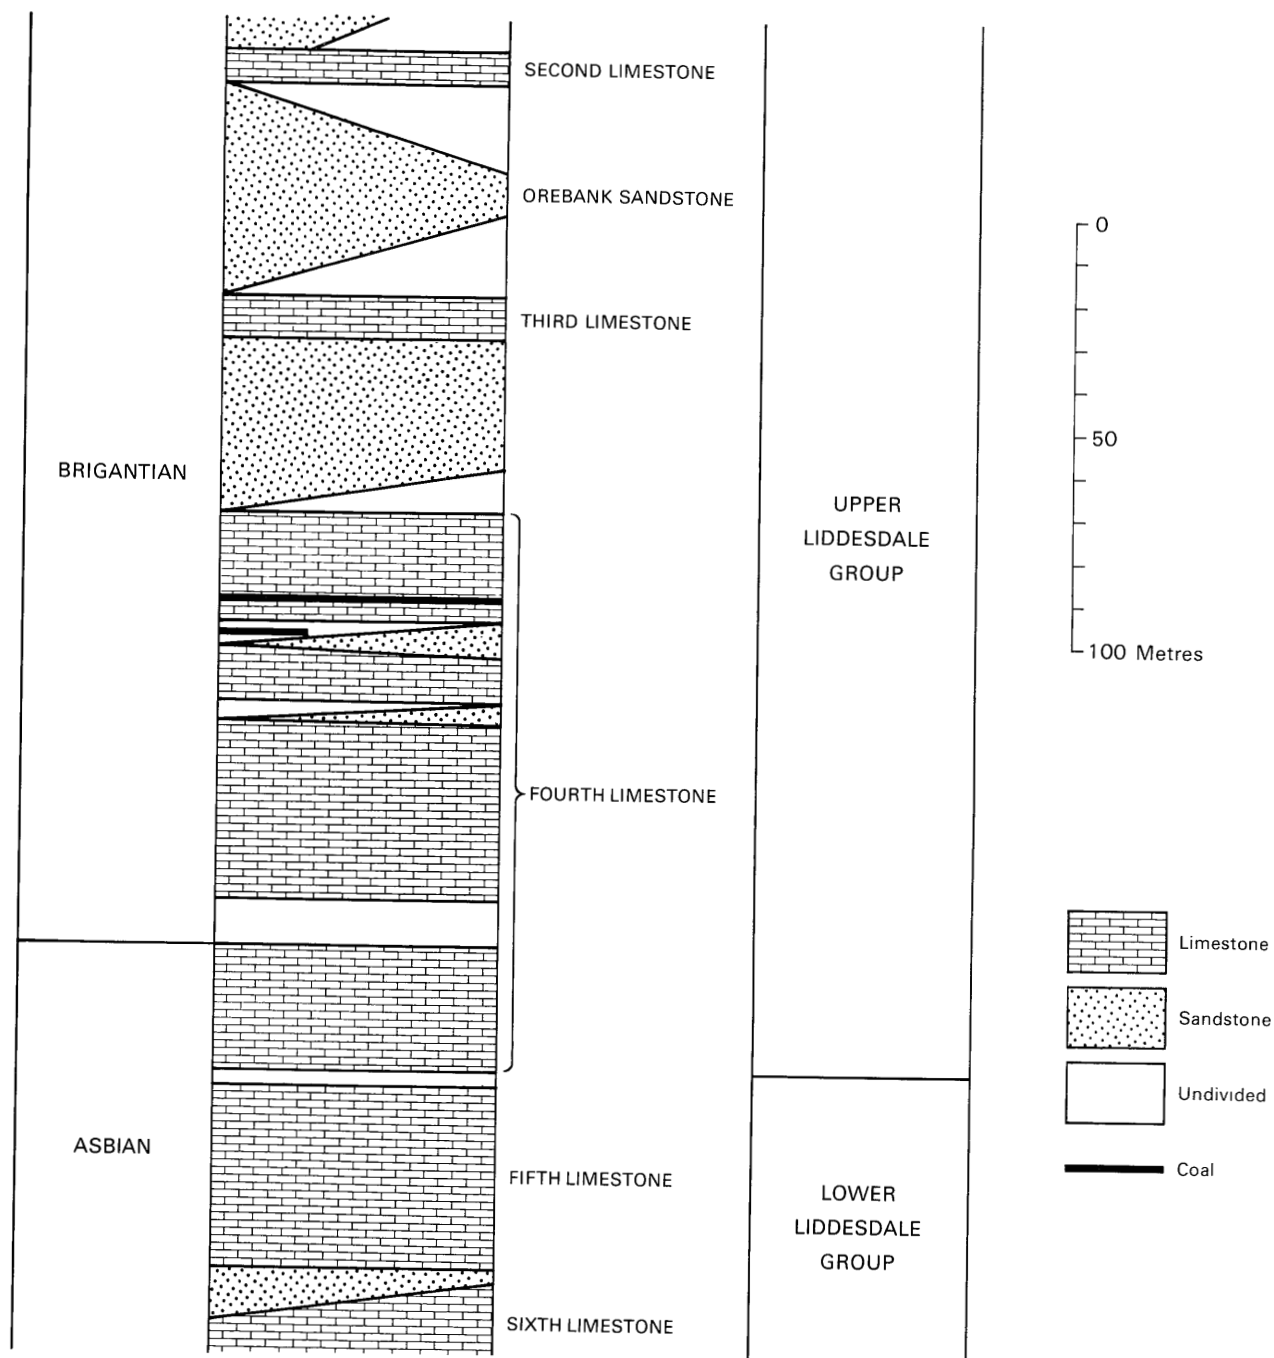 SECOND LIMESTONE
OREBANK SANDSTONE
0
THIRD LIMESTONE
50
BRIGANTIAN
UPPER
LIDDESDALE
GROUP
100 Metres
FOURTH LIMESTONE
Limestone
Sandstone
Undivided
Coal
ASBIAN
FIFTH LIMESTONE
LOWER
LIDDESDALE
GROUP
SIXTH LIMESTONE